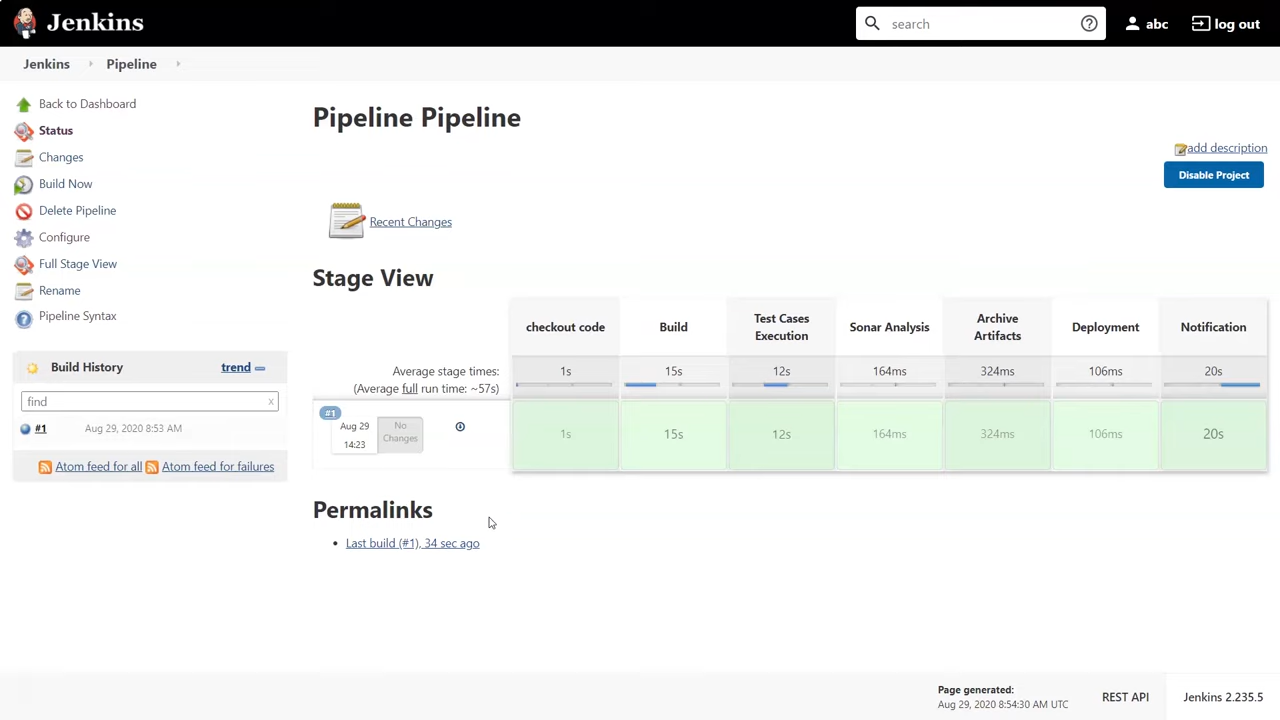 Jenkins
search
abc
log out
Jenkins
Pipeline
Back to Dashboard
Status
Changes
Build Now
Delete Pipeline
Configure
Full Stage View
Rename
Pipeline Syntax
Build History
trend
find
x
#1
Aug 29, 2020 8:53 AM
Atom feed for all
Atom feed for failures
Pipeline Pipeline
add description
Disable Project
Recent Changes
Stage View
checkout code
Build
Test Cases
Execution
Sonar Analysis
Archive
Artifacts
Deployment
Notification
Average stage times:
(Average full run time: ~57s)
1s
15s
12s
164ms
324ms
106ms
20s
#1
Aug 29
14:23
No
Changes
1s
15s
12s
164ms
324ms
106ms
20s
Permalinks
Last build (#1), 34 sec ago
Page generated:
Aug 29, 2020 8:54:30 AM UTC
REST API
Jenkins 2.235.5